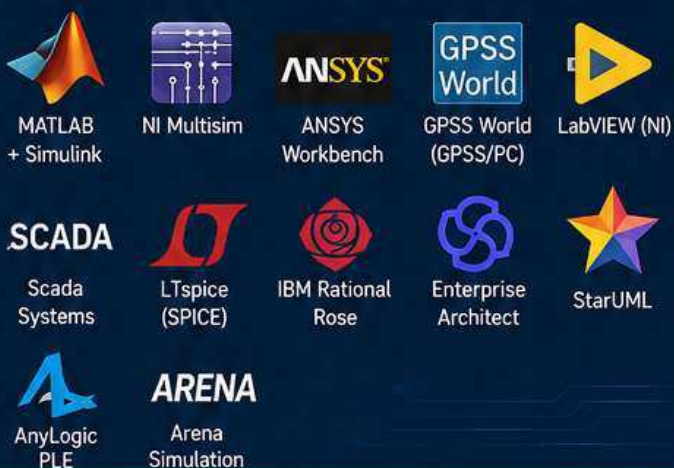 MATLAB
+ Simulink
NI Multisim
ANSYS
ANSYS
Workbench
GPSS
World
GPSS World
(GPSS/PC)
LabVIEW (NI)
SCADA
Scada
Systems
LTspice
(SPICE)
IBM Rational
Rose
Enterprise
Architect
StarUML
AnyLogic
PLE
ARENA
Arena
Simulation